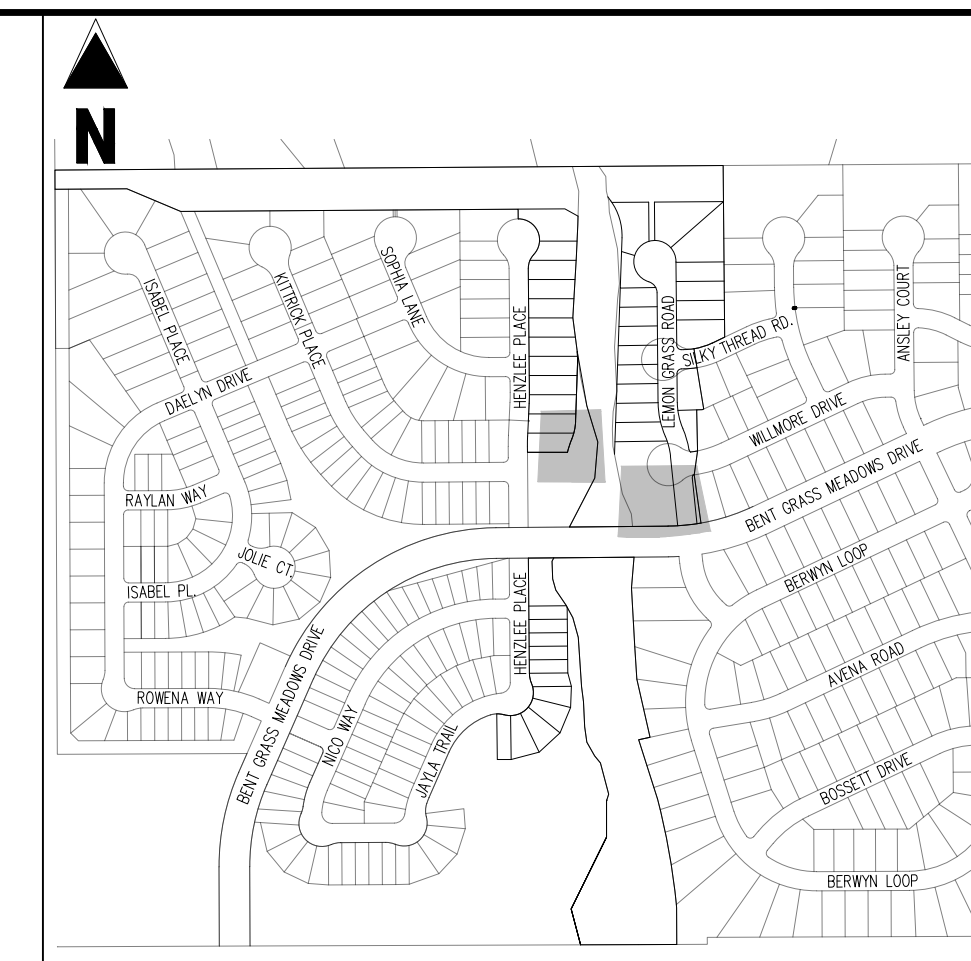 N
ISABEL PLACE
KITTRICK PLACE
SOPHIA LANE
HENZLEE PLACE
LEMON GRASS ROAD
SILKY THREAD RD.
ANSLEY COURT
DAELYN DRIVE
WILLMORE DRIVE
BENT GRASS MEADOWS DRIVE
RAYLAN WAY
JOLIE CT.
ISABEL PL.
BERWYN LOOP
HENZLEE PLACE
AVENA ROAD
ROWENA WAY
BENT GRASS MEADOWS DRIVE
NICO WAY
JAYLA TRAIL
BOSSETT DRIVE
BERWYN LOOP